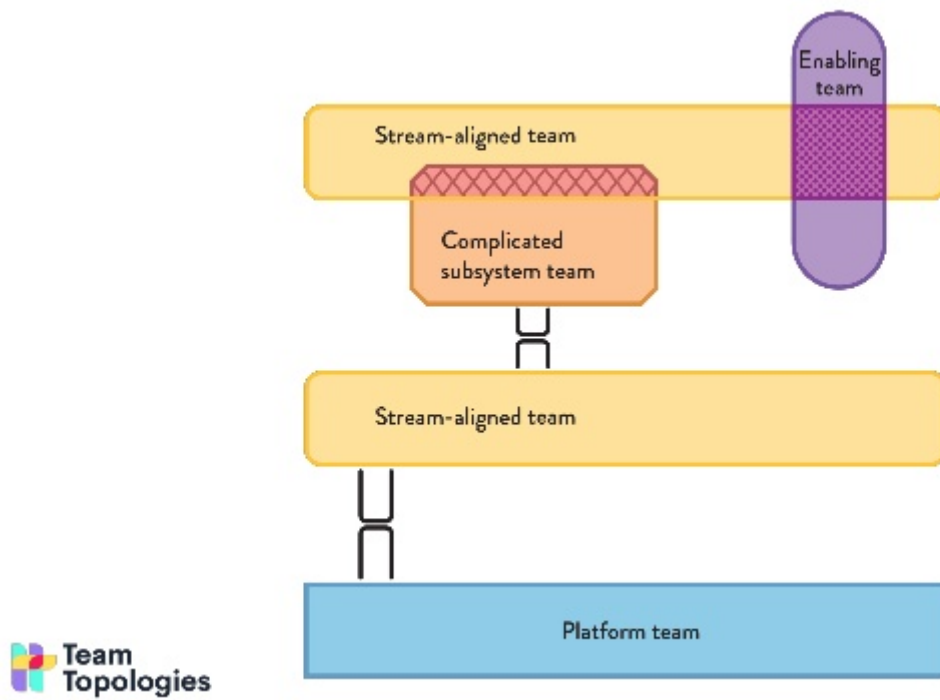 Enabling
team
Stream-aligned team
Complicated
subsystem team
Stream-aligned team
Platform team
Team
Topologies